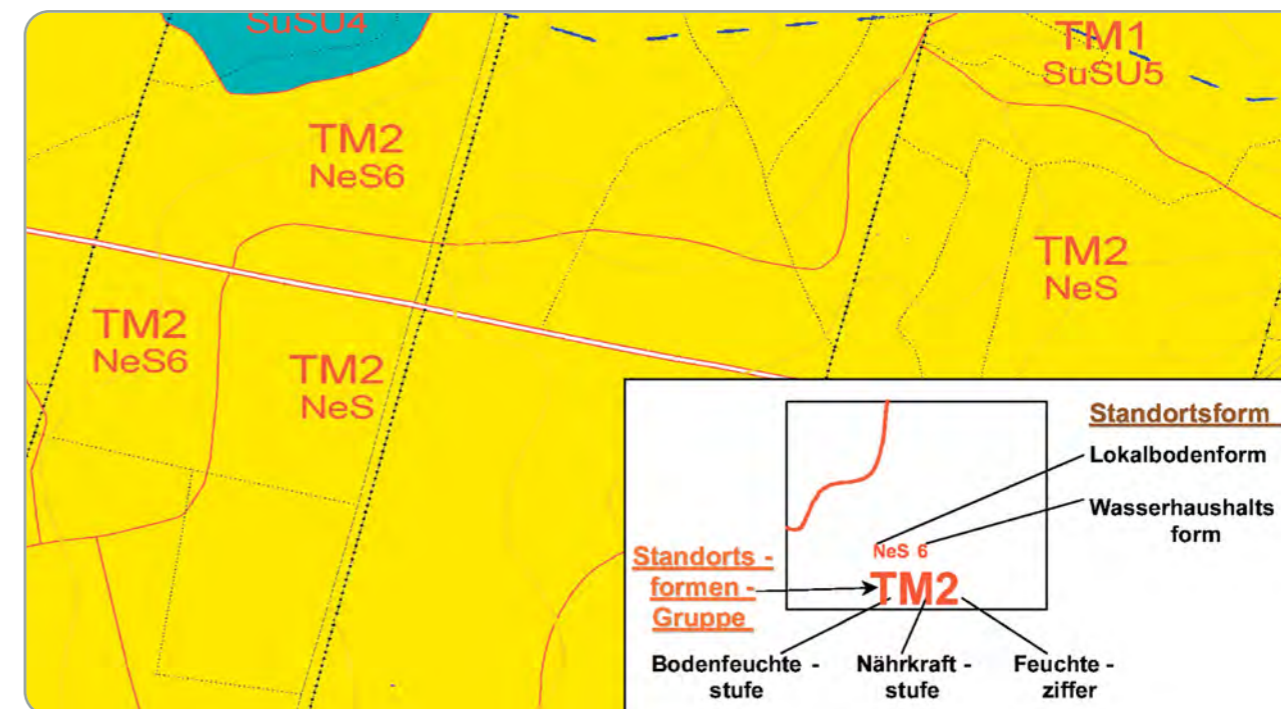 SuSU4
TM1
SuSU5
TM2
NeS6
TM2
NeS
TM2
NeS6
TM2
NeS
Standortsform
Lokalbodenform
Wasserhaushalts
form
NeS 6
TM2
Standorts -
formen -
Gruppe
Bodenfeuchte -
stufe
Nährkraft -
stufe
Feuchte -
ziffer